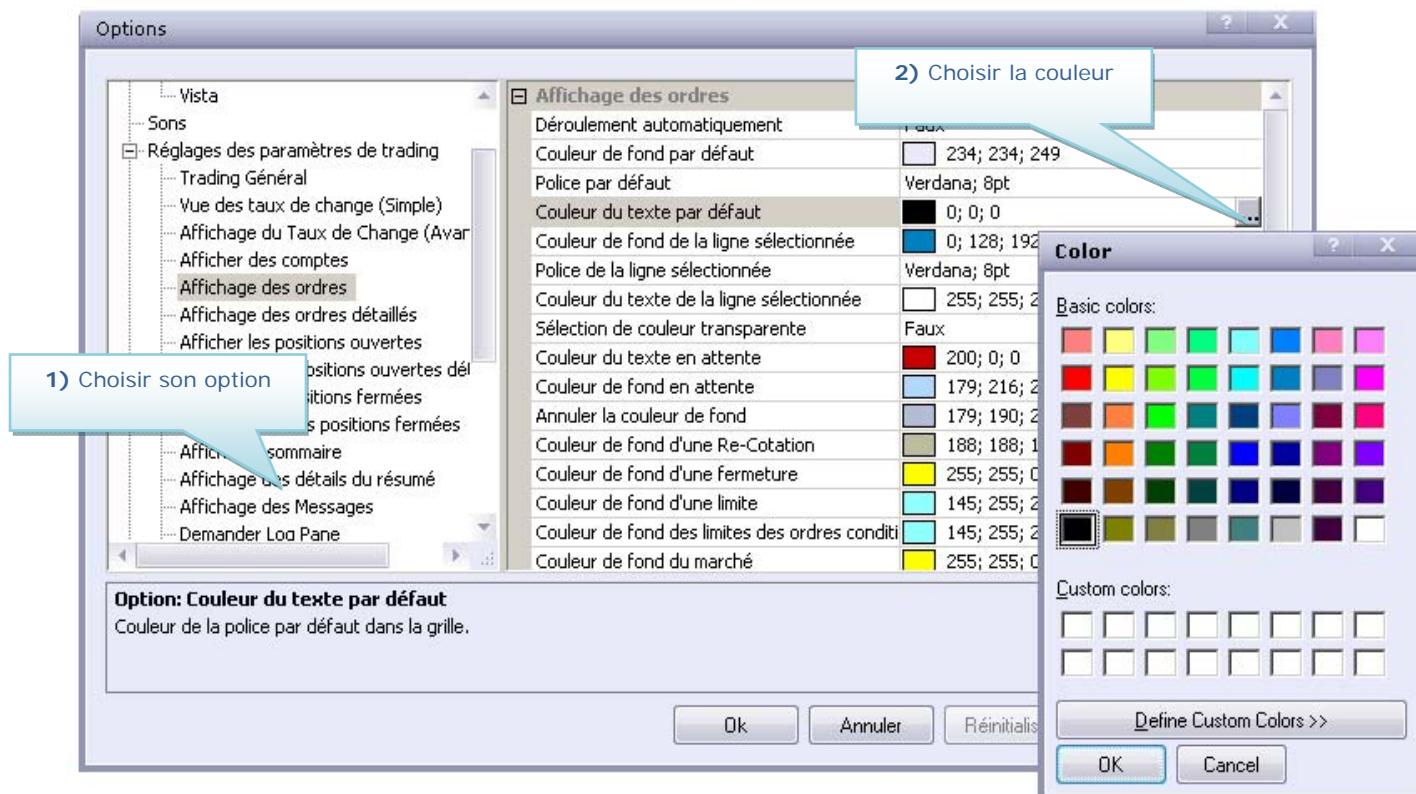 Options
? X
2) Choisir la couleur
Vista
Sons
Réglages des paramètres de trading
Trading Général
Vue des taux de change (Simple)
Affichage du Taux de Change (Avan
Afficher des comptes
Affichage des ordres
Affichage des ordres détaillés
Afficher les positions ouvertes
ositions ouvertes dét
itions fermées
s positions fermées
sommaire
Affichage des détails du résumé
Affichage des Messages
Demander Log Pane
1) Choisir son option
Affichage des ordres
Déroulement automatiquement Faux
Couleur de fond par défaut 234; 234; 249
Police par défaut Verdana; 8pt
Couleur du texte par défaut 0; 0; 0 ...
Couleur de fond de la ligne sélectionnée 0; 128; 192
Police de la ligne sélectionnée Verdana; 8pt
Couleur du texte de la ligne sélectionnée 255; 255; 2
Sélection de couleur transparente Faux
Couleur du texte en attente 200; 0; 0
Couleur de fond en attente 179; 216; 2
Annuler la couleur de fond 179; 190; 2
Couleur de fond d'une Re-Cotation 188; 188; 1
Couleur de fond d'une fermeture 255; 255; 0
Couleur de fond d'une limite 145; 255; 2
Couleur de fond des limites des ordres conditi 145; 255; 2
Couleur de fond du marché 255; 255; 0
Option: Couleur du texte par défaut
Couleur de la police par défaut dans la grille.
Ok Annuler Réinitialis
Color
? X
Basic colors:
Custom colors:
Define Custom Colors >>
OK Cancel